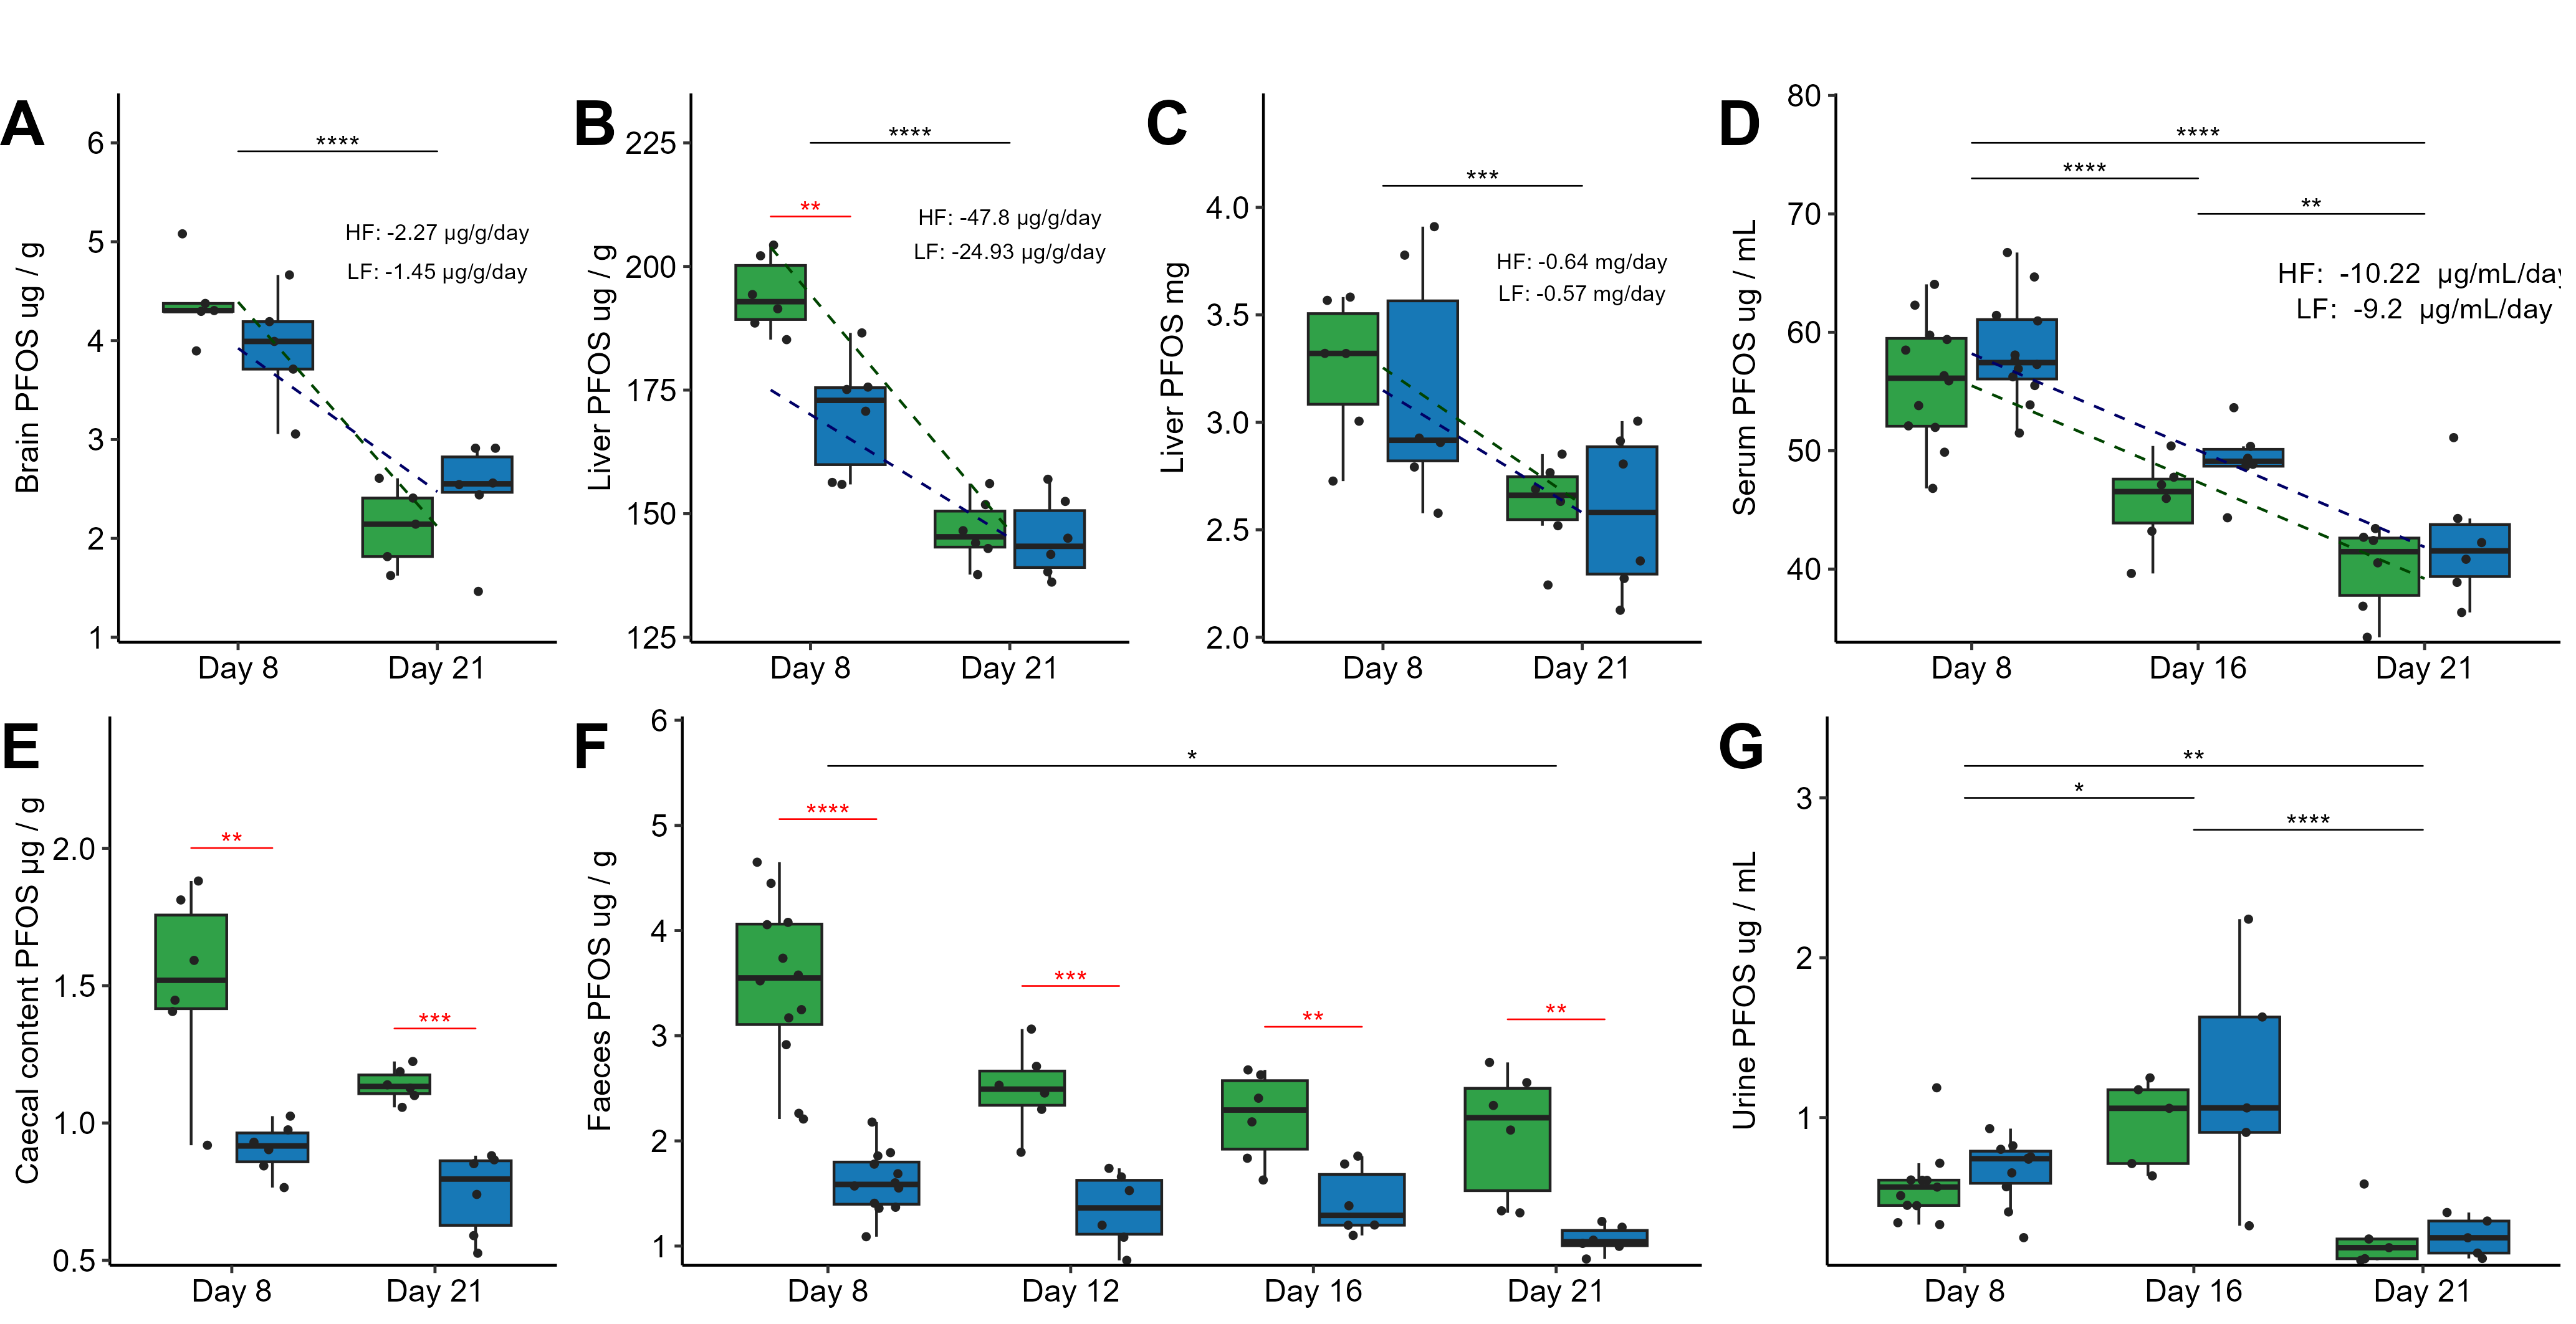 A
Brain PFOS ug / g
6
5
4
3
2
1
****
HF: -2.27 µg/g/day
LF: -1.45 µg/g/day
Day 8
Day 21
B
Liver PFOS ug / g
225
200
175
150
125
****
**
HF: -47.8 µg/g/day
LF: -24.93 µg/g/day
Day 8
Day 21
C
Liver PFOS mg
4.0
3.5
3.0
2.5
2.0
***
HF: -0.64 mg/day
LF: -0.57 mg/day
Day 8
Day 21
D
Serum PFOS ug / mL
80
70
60
50
40
****
****
**
HF: -10.22 µg/mL/day
LF: -9.2 µg/mL/day
Day 8
Day 16
Day 21
E
Caecal content PFOS µg / g
2.0
1.5
1.0
0.5
**
***
Day 8
Day 21
F
Faeces PFOS ug / g
6
5
4
3
2
1
*
****
***
**
**
Day 8
Day 12
Day 16
Day 21
G
Urine PFOS ug / mL
3
2
1
**
*
****
Day 8
Day 16
Day 21